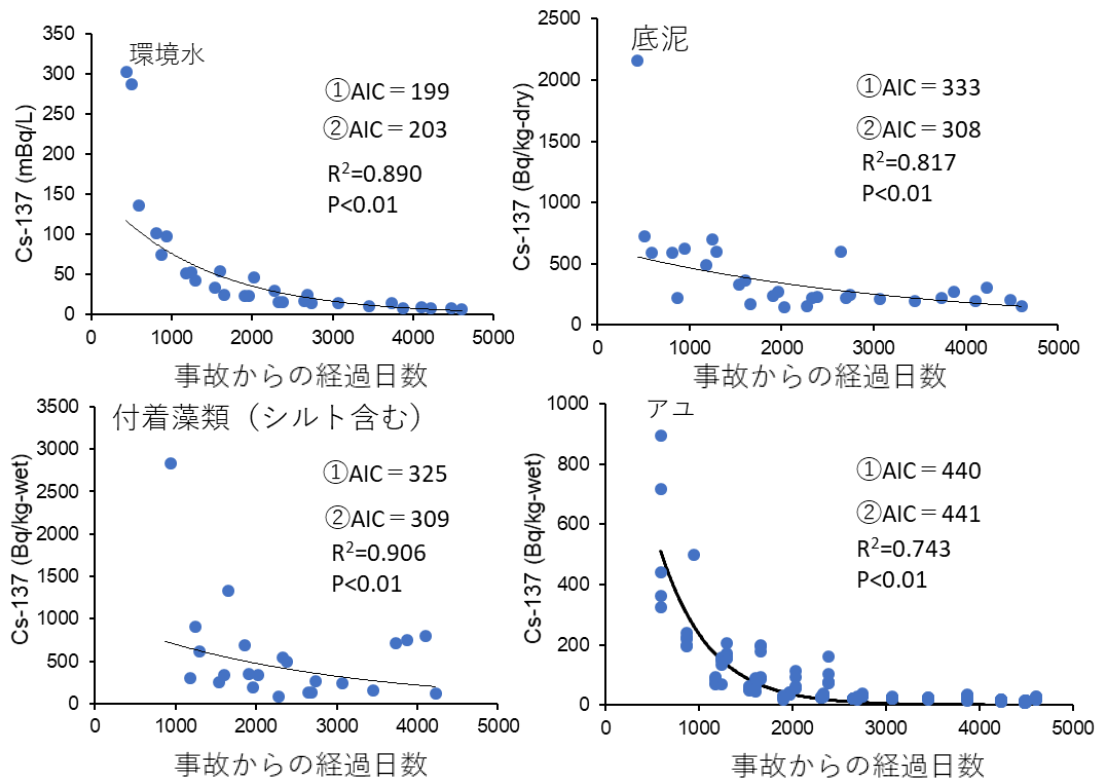 環境水
①AIC＝199
②AIC＝203
R²=0.890
P<0.01
Cs-137 (mBq/L)
350
300
250
200
150
100
50
0
0 1000 2000 3000 4000 5000
事故からの経過日数
底泥
①AIC＝333
②AIC＝308
R²=0.817
P<0.01
Cs-137 (Bq/kg-dry)
2500
2000
1500
1000
500
0
0 1000 2000 3000 4000 5000
事故からの経過日数
付着藻類（シルト含む）
①AIC＝325
②AIC＝309
R²=0.906
P<0.01
Cs-137 (Bq/kg-wet)
3500
3000
2500
2000
1500
1000
500
0
0 1000 2000 3000 4000 5000
事故からの経過日数
アユ
①AIC＝440
②AIC＝441
R²=0.743
P<0.01
Cs-137 (Bq/kg-wet)
1000
800
600
400
200
0
0 1000 2000 3000 4000 5000
事故からの経過日数